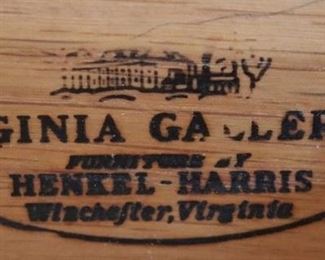 GINIA GALLER
FURNITURE BY
HENKEL-HARRIS
Winchester, Virginia